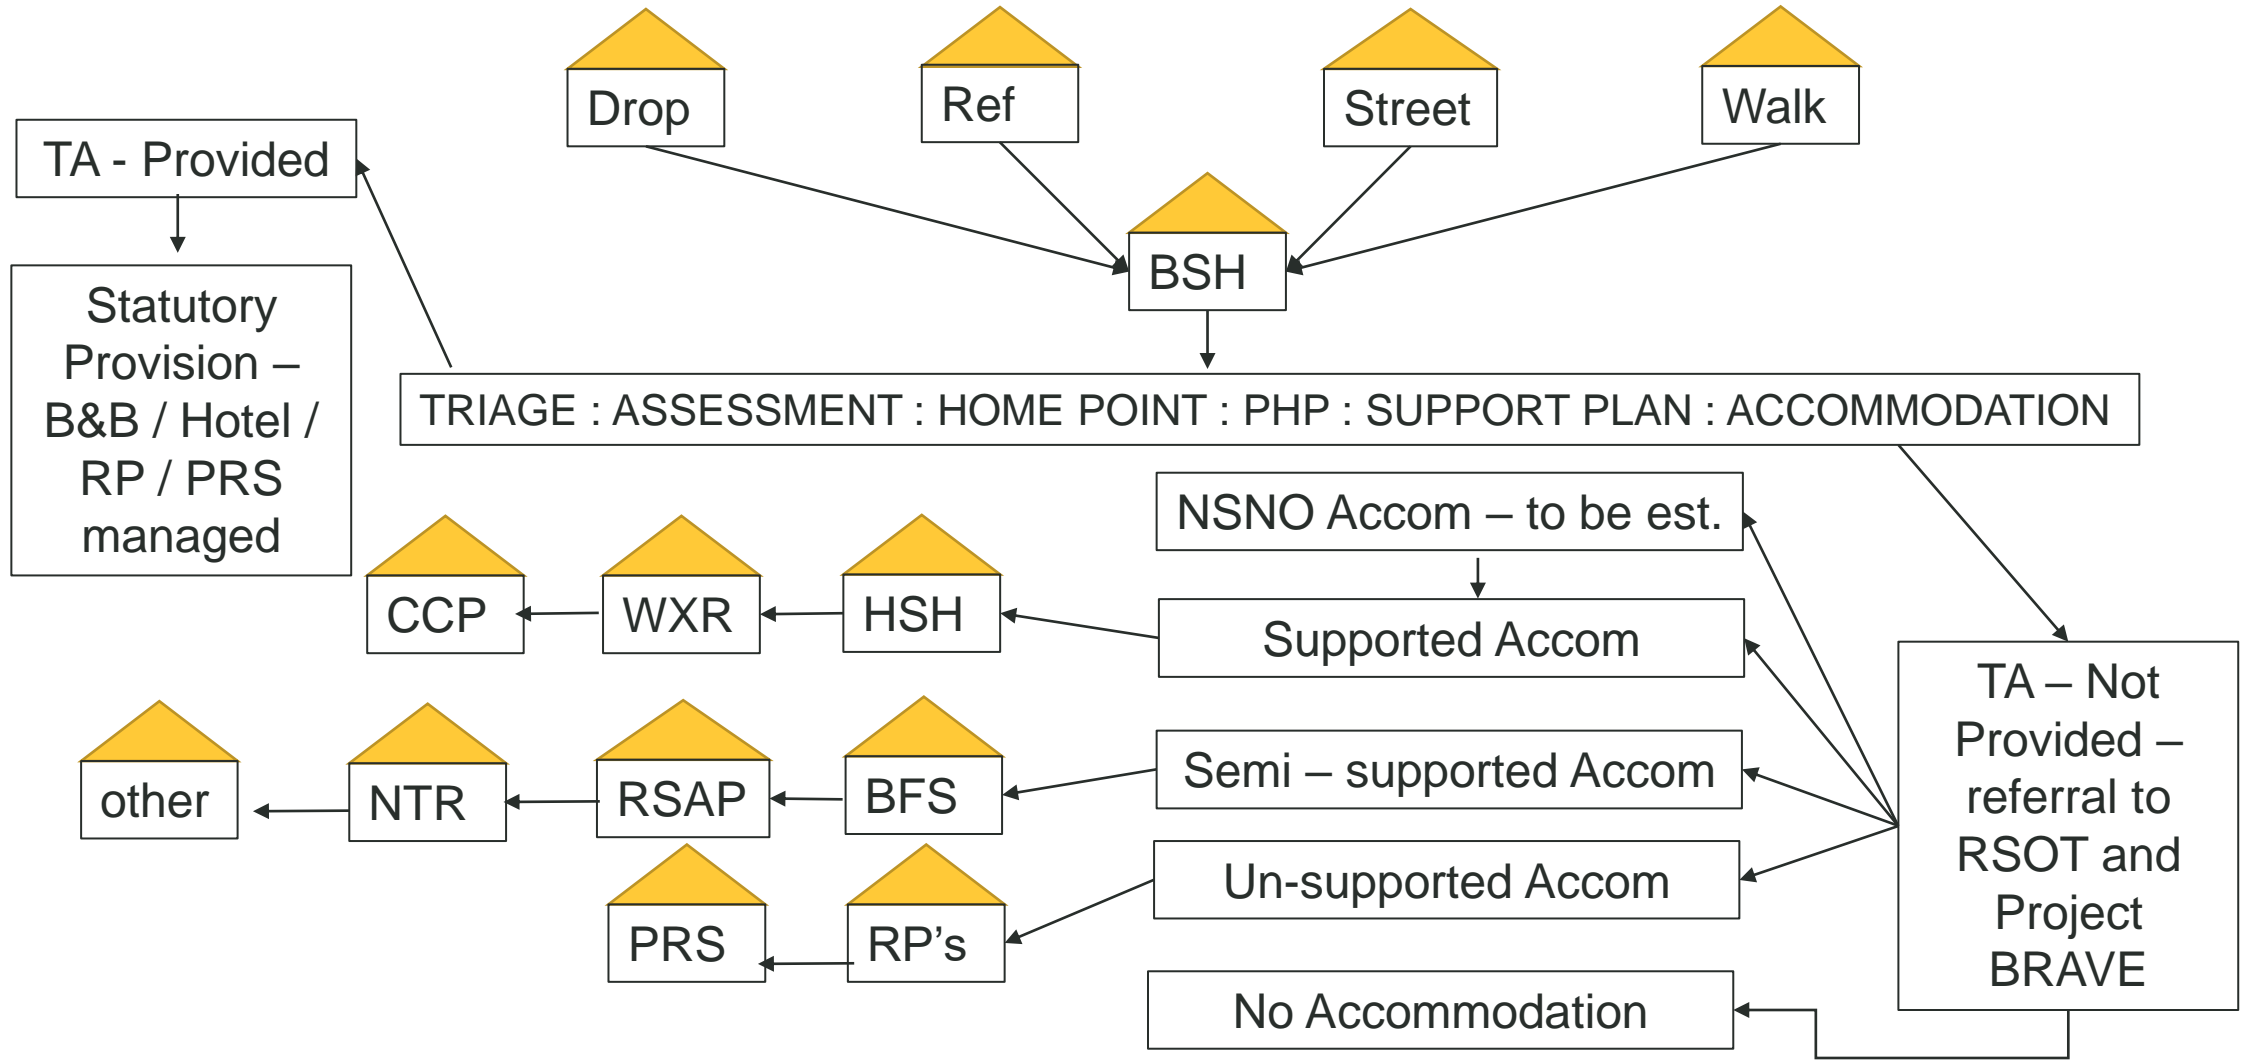 Drop
Ref
Street
Walk
TA - Provided
BSH
Statutory
Provision –
B&B / Hotel /
RP / PRS
managed
TRIAGE : ASSESSMENT : HOME POINT : PHP : SUPPORT PLAN : ACCOMMODATION
NSNO Accom – to be est.
CCP
WXR
HSH
Supported Accom
TA – Not
Provided –
referral to
RSOT and
Project
BRAVE
other
NTR
RSAP
BFS
Semi – supported Accom
PRS
RP’s
Un-supported Accom
No Accommodation